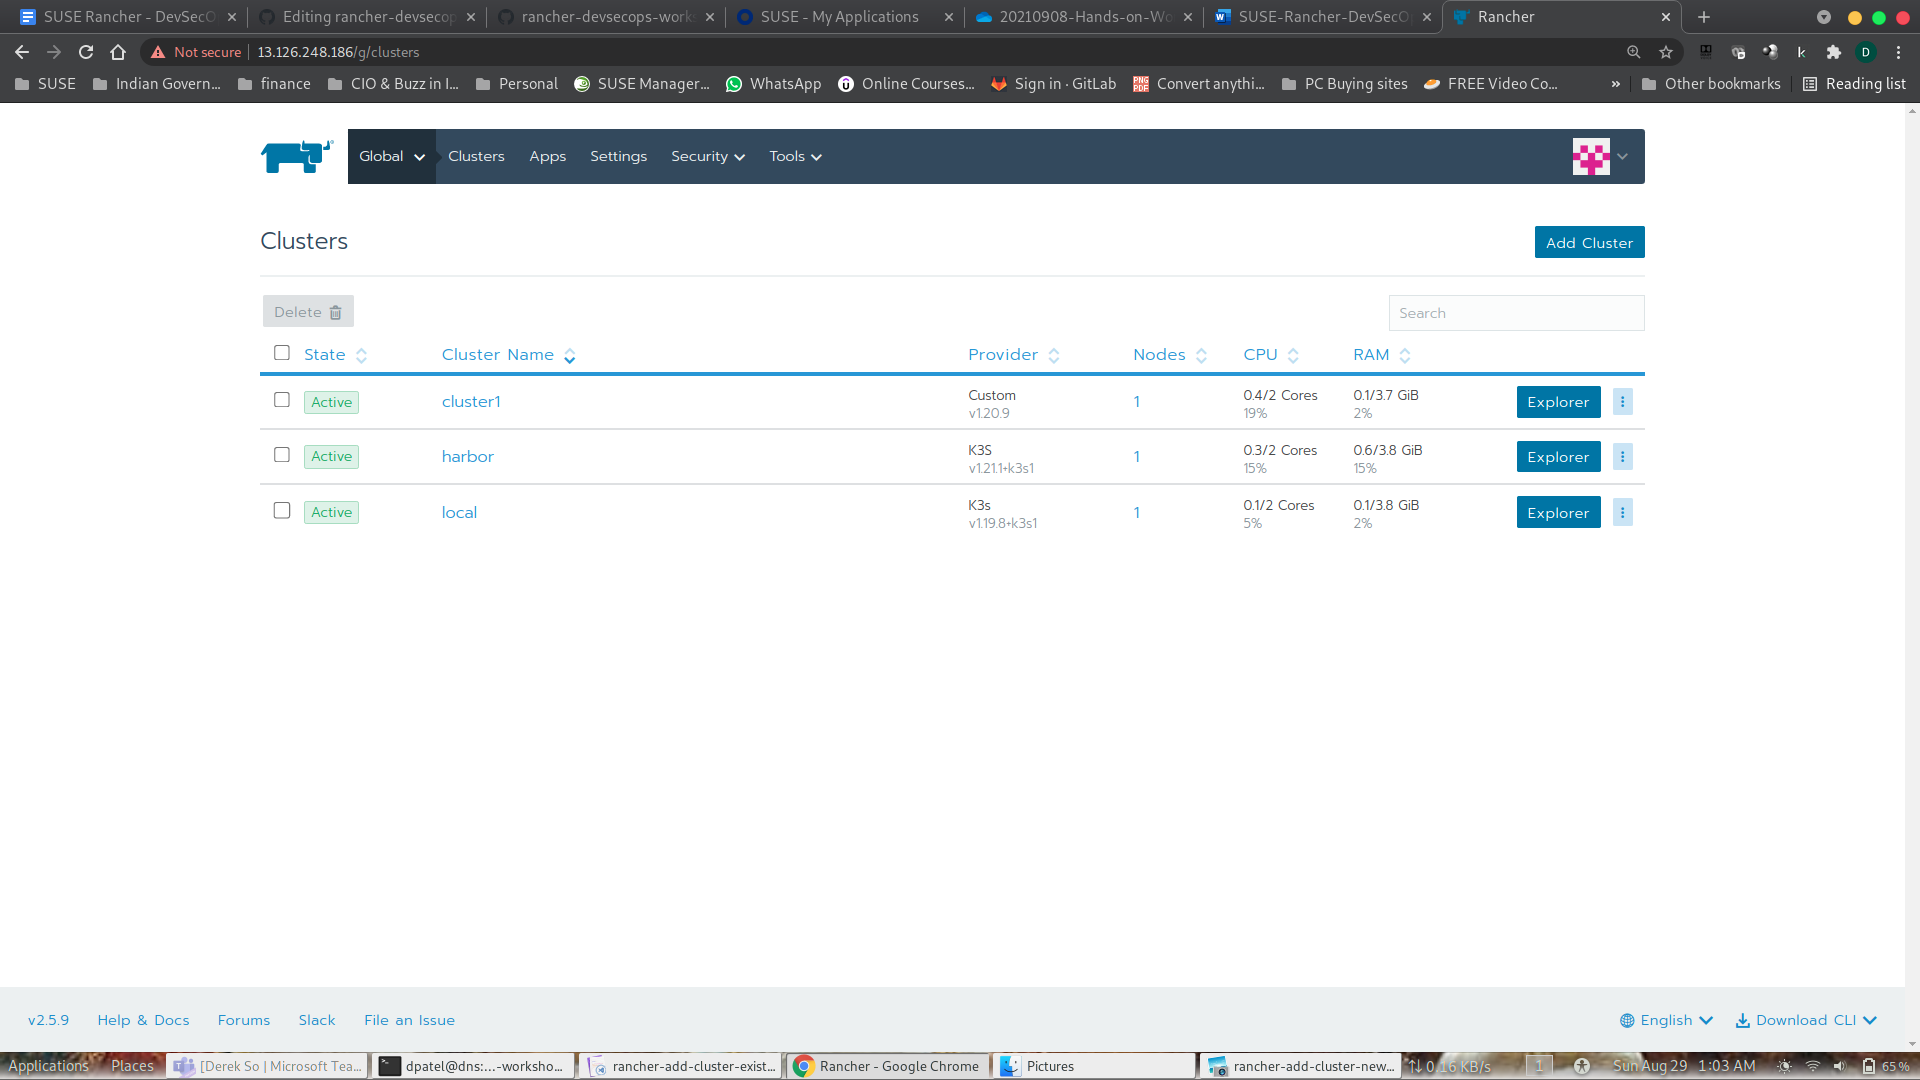 SUSE Rancher - DevSecO
Editing rancher-devsecop
rancher-devsecops-works
SUSE - My Applications
20210908-Hands-on-Wo
SUSE-Rancher-DevSecO
Rancher
Not secure
13.126.248.186/g/clusters
SUSE
Indian Govern...
finance
CIO & Buzz in I...
Personal
SUSE Manager...
WhatsApp
Online Courses...
Sign in · GitLab
Convert anythi...
PC Buying sites
FREE Video Co...
»
Other bookmarks
Reading list
Global
Clusters
Apps
Settings
Security
Tools
Clusters
Add Cluster
Delete
Search
State
Cluster Name
Provider
Nodes
CPU
RAM
Active
cluster1
Custom
v1.20.9
1
0.4/2 Cores
19%
0.1/3.7 GiB
2%
Explorer
Active
harbor
K3S
v1.21.1+k3s1
1
0.3/2 Cores
15%
0.6/3.8 GiB
15%
Explorer
Active
local
K3s
v1.19.8+k3s1
1
0.1/2 Cores
5%
0.1/3.8 GiB
2%
Explorer
v2.5.9
Help & Docs
Forums
Slack
File an Issue
English
Download CLI
Applications
Places
[Derek So | Microsoft Tea...
dpatel@dns:...-worksho...
rancher-add-cluster-exist...
Rancher - Google Chrome
Pictures
rancher-add-cluster-new...
0.16 KB/s
1
Sun Aug 29
1:03 AM
65%